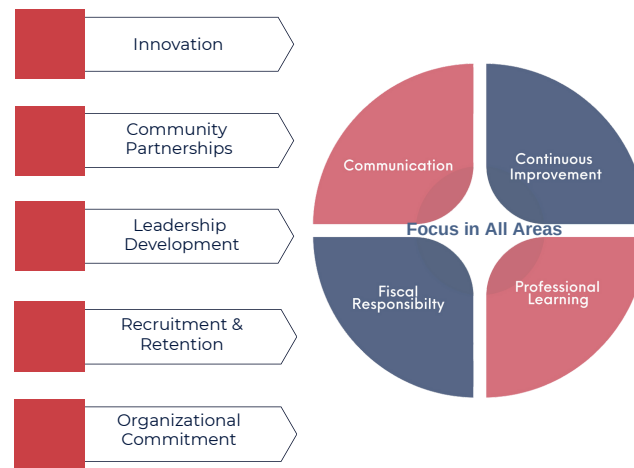 Innovation
Community
Partnerships
Leadership
Development
Recruitment &
Retention
Organizational
Commitment
Communication
Continuous
Improvement
Focus in All Areas
Fiscal
Responsibilty
Professional
Learning